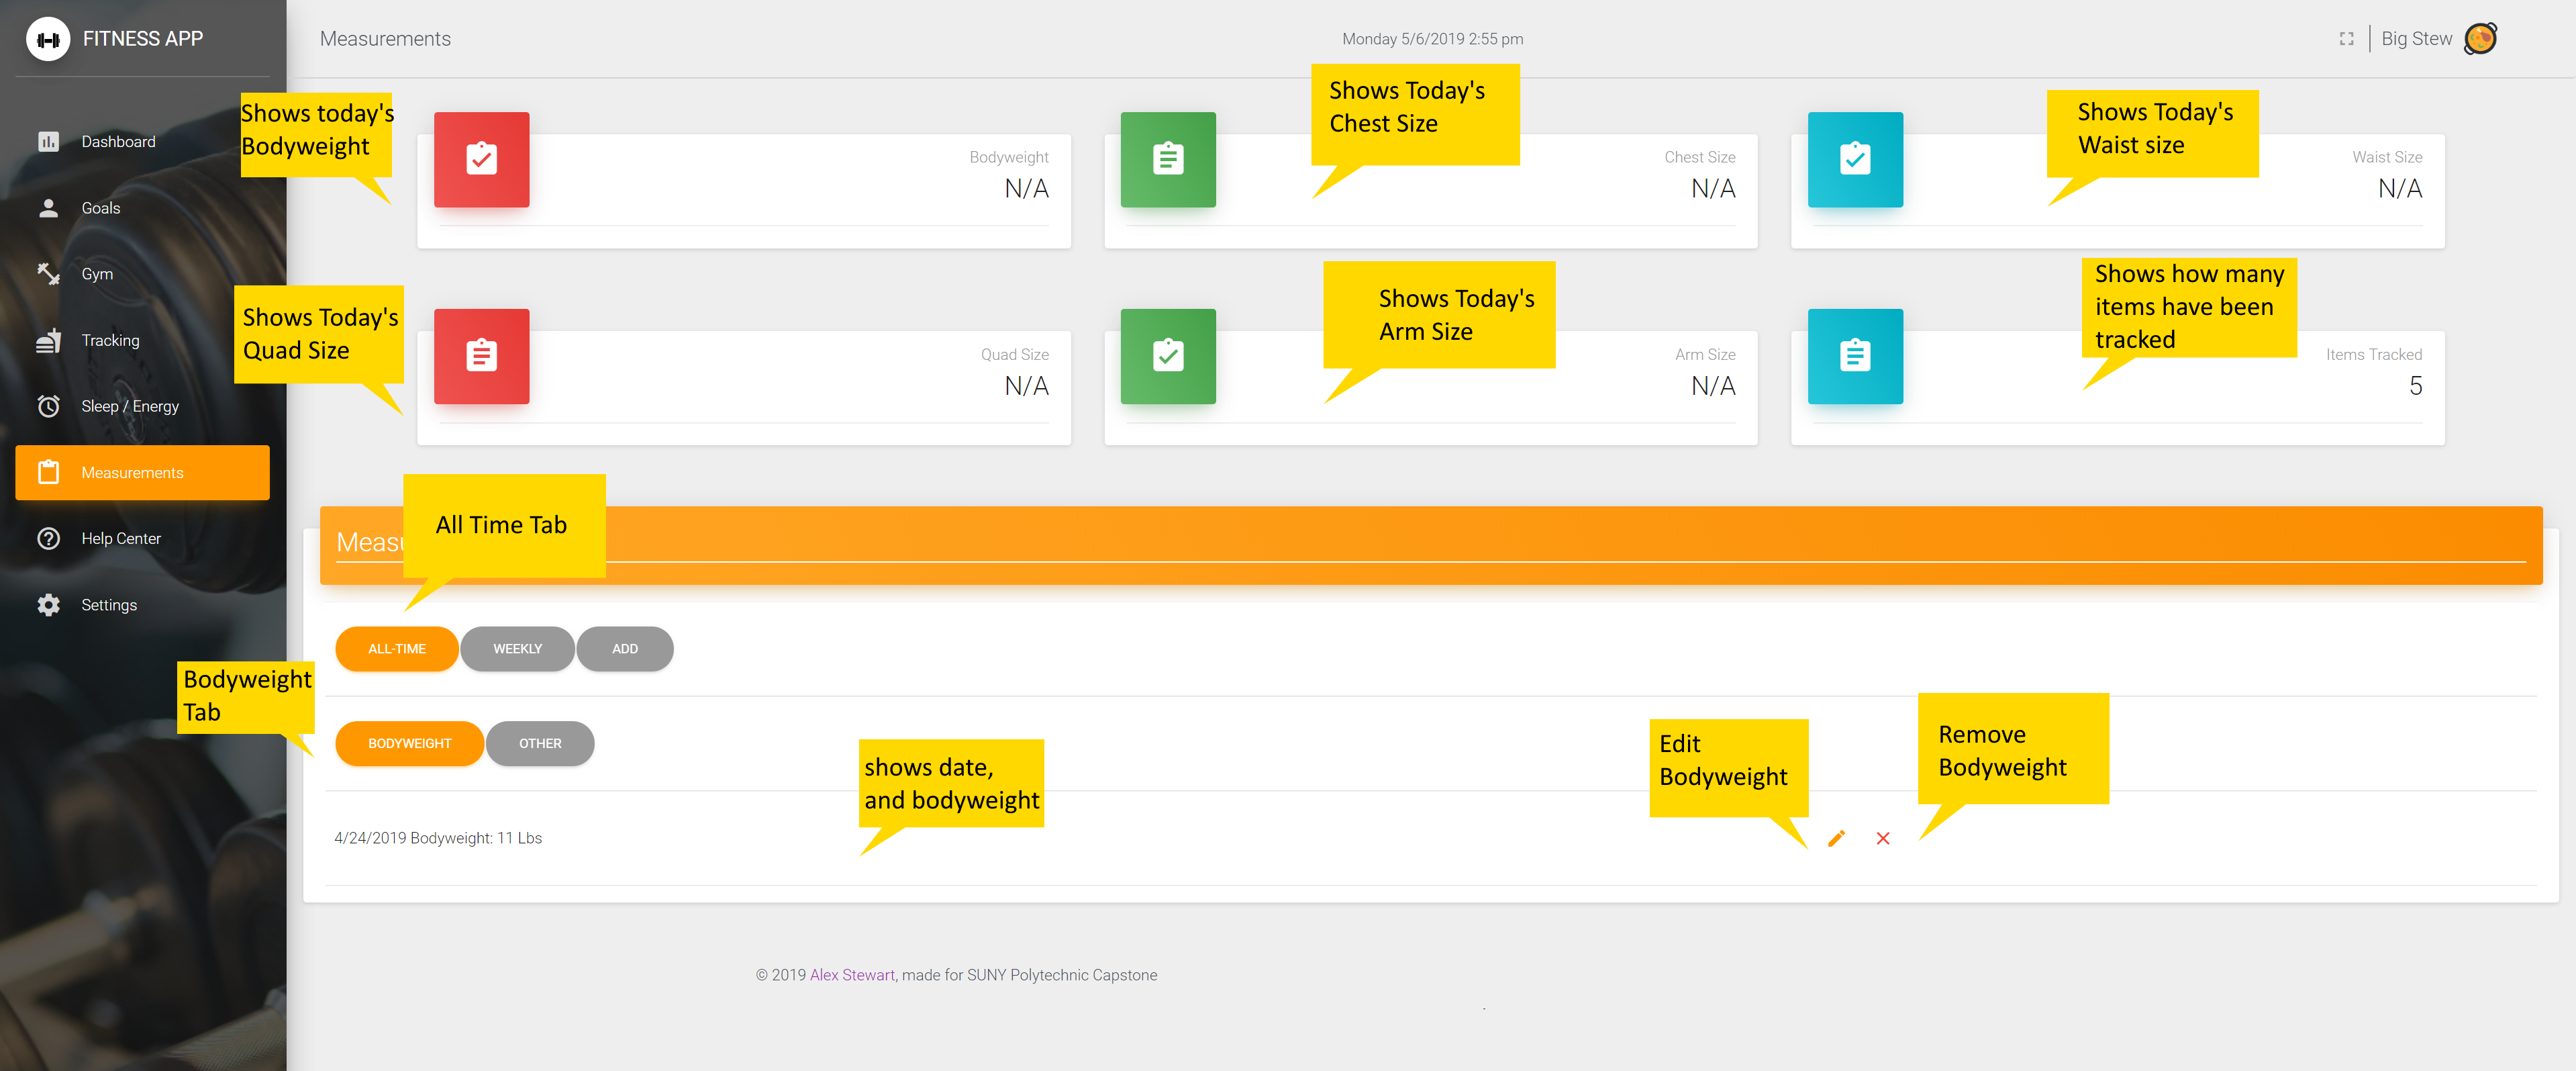 FITNESS APP
Measurements
Monday 5/6/2019 2:55 pm
Big Stew
Dashboard
Goals
Gym
Tracking
Sleep / Energy
Measurements
Help Center
Settings
Shows today's
Bodyweight
Bodyweight
N/A
Shows Today's
Chest Size
Chest Size
N/A
Shows Today's
Waist size
Waist Size
N/A
Shows Today's
Quad Size
Quad Size
N/A
Shows Today's
Arm Size
Arm Size
N/A
Shows how many
items have been
tracked
Items Tracked
5
All Time Tab
ALL-TIME
WEEKLY
ADD
Bodyweight
Tab
BODYWEIGHT
OTHER
shows date,
and bodyweight
Edit
Bodyweight
Remove
Bodyweight
4/24/2019 Bodyweight: 11 Lbs
© 2019 Alex Stewart, made for SUNY Polytechnic Capstone